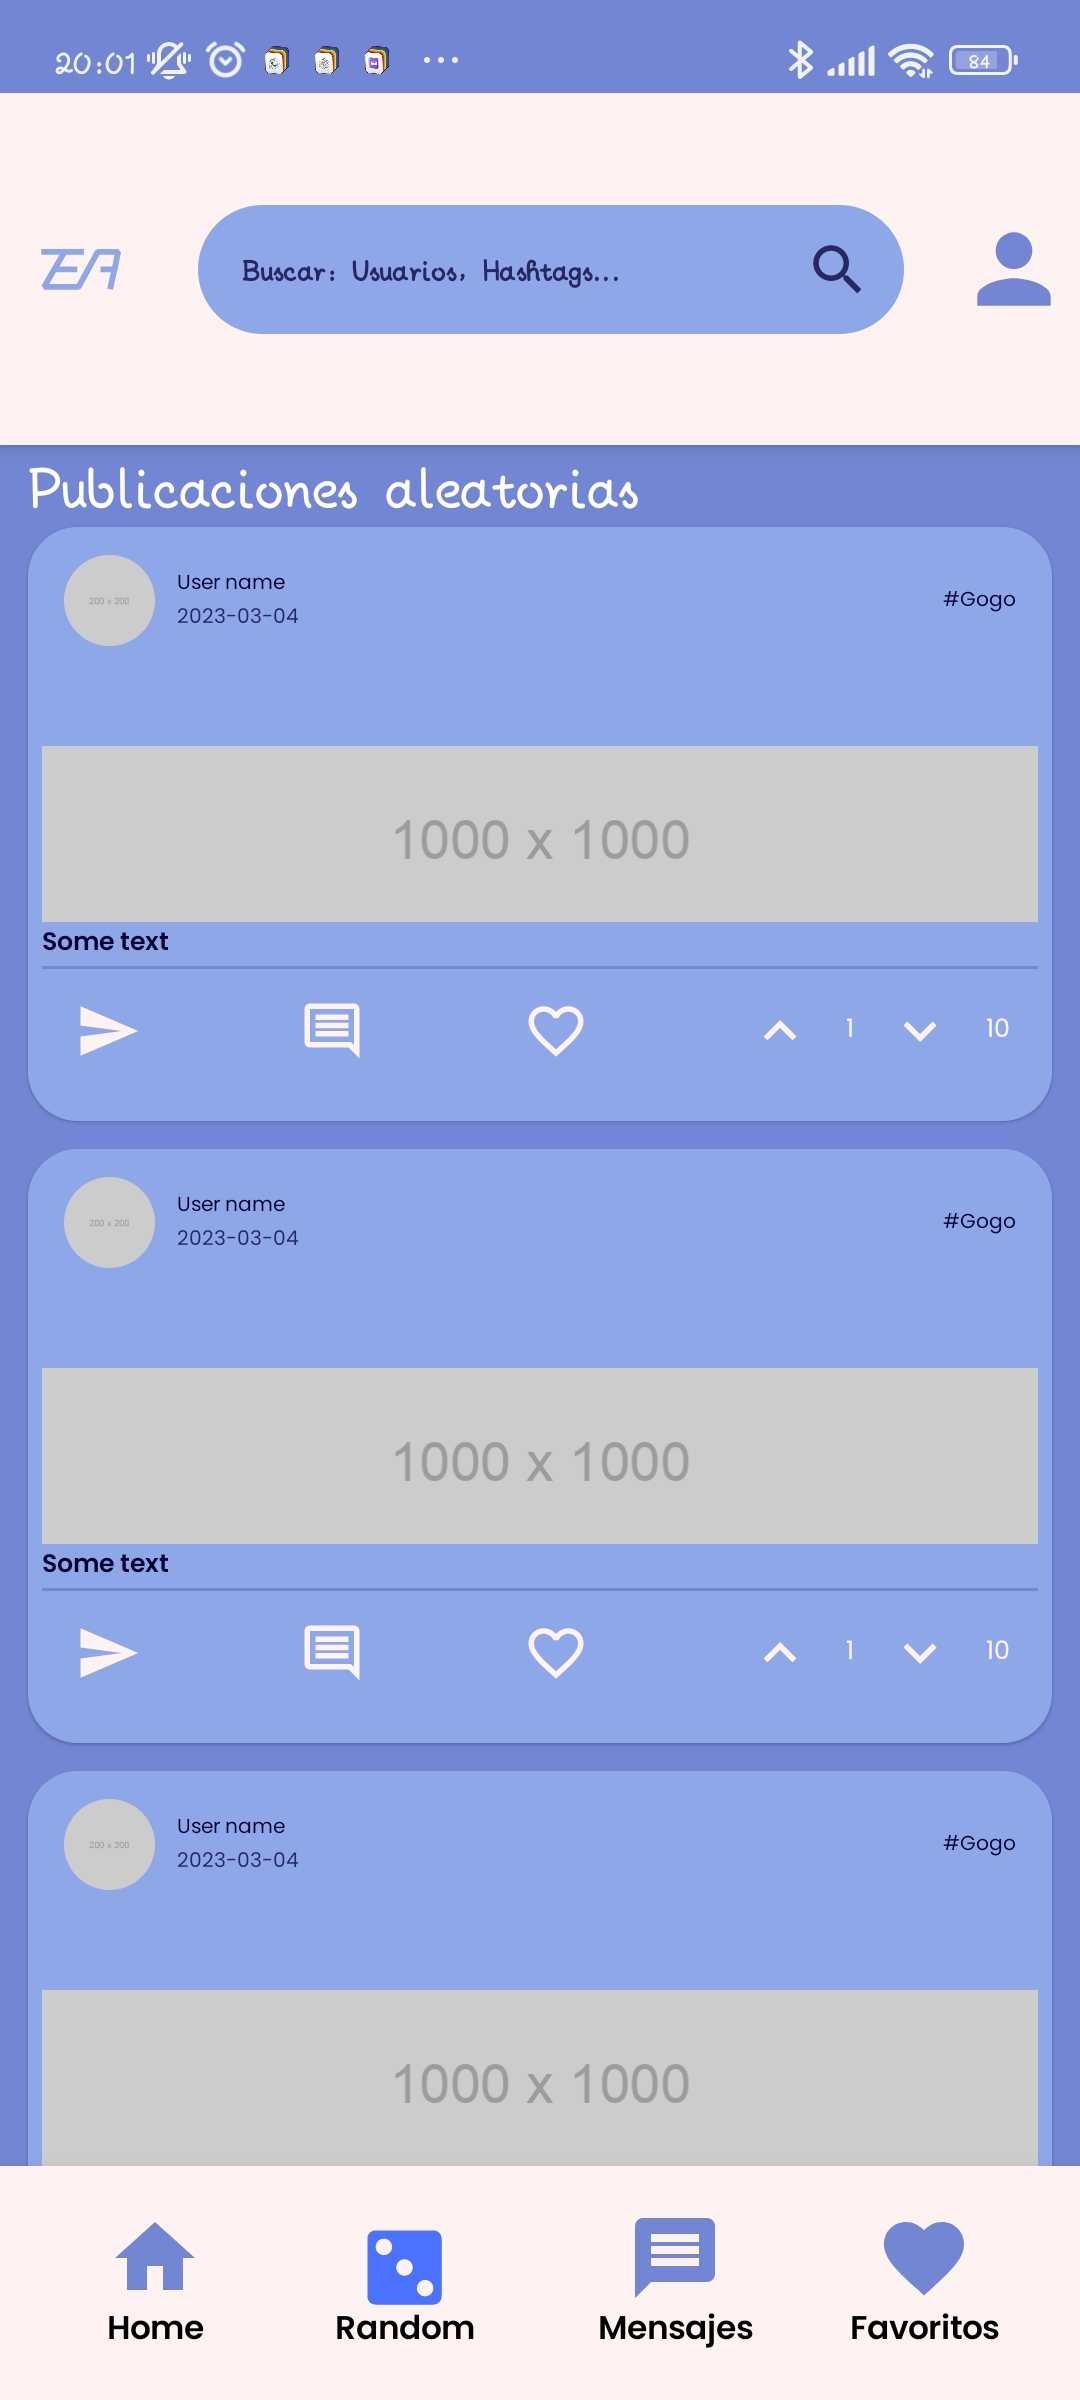 20:01
84
EA
Buscar: Usuarios, Hashtags...
Publicaciones aleatorias
200 x 200
User name
2023-03-04
#Gogo
1000 x 1000
Some text
1
10
200 x 200
User name
2023-03-04
#Gogo
1000 x 1000
Some text
1
10
200 x 200
User name
2023-03-04
#Gogo
1000 x 1000
Home
Random
Mensajes
Favoritos